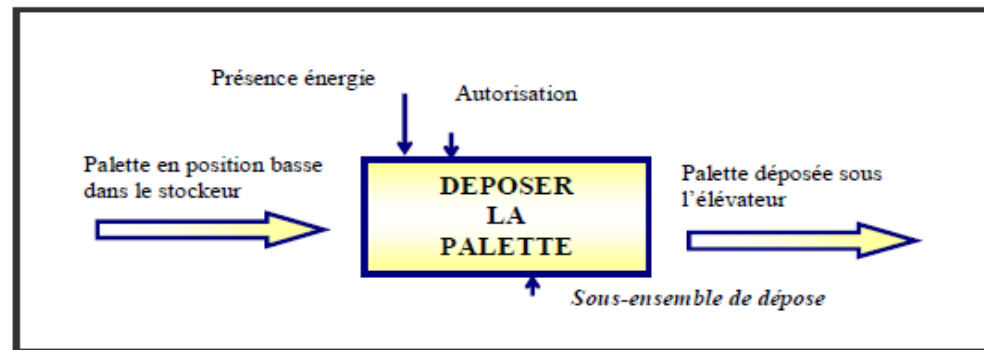 Présence énergie
Autorisation
Palette en position basse
dans le stockeur
DEPOSER
LA
PALETTE
Palette déposée sous
l'élévateur
Sous-ensemble de dépose